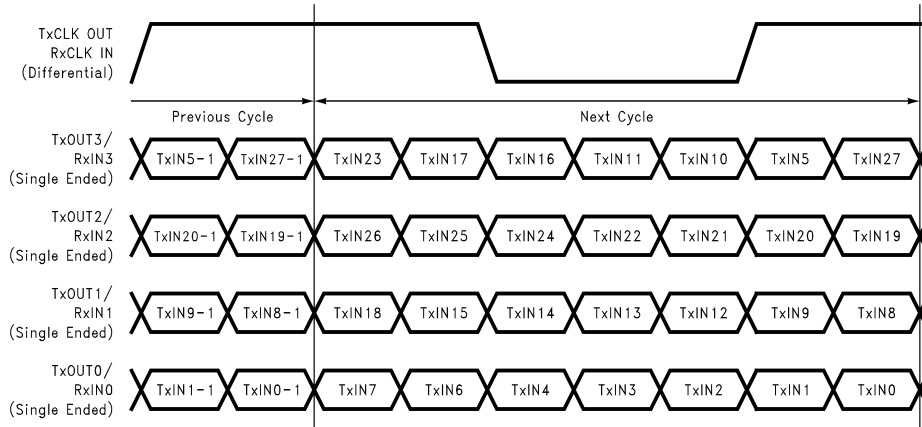 TxCLK OUT
RxCLK IN
(Differential)
Previous Cycle
Next Cycle
TxOUT3/
RxIN3
(Single Ended)
TxIN5-1 TxIN27-1 TxIN23 TxIN17 TxIN16 TxIN11 TxIN10 TxIN5 TxIN27
TxOUT2/
RxIN2
(Single Ended)
TxIN20-1 TxIN19-1 TxIN26 TxIN25 TxIN24 TxIN22 TxIN21 TxIN20 TxIN19
TxOUT1/
RxIN1
(Single Ended)
TxIN9-1 TxIN8-1 TxIN18 TxIN15 TxIN14 TxIN13 TxIN12 TxIN9 TxIN8
TxOUT0/
RxIN0
(Single Ended)
TxIN1-1 TxIN0-1 TxIN7 TxIN6 TxIN4 TxIN3 TxIN2 TxIN1 TxIN0